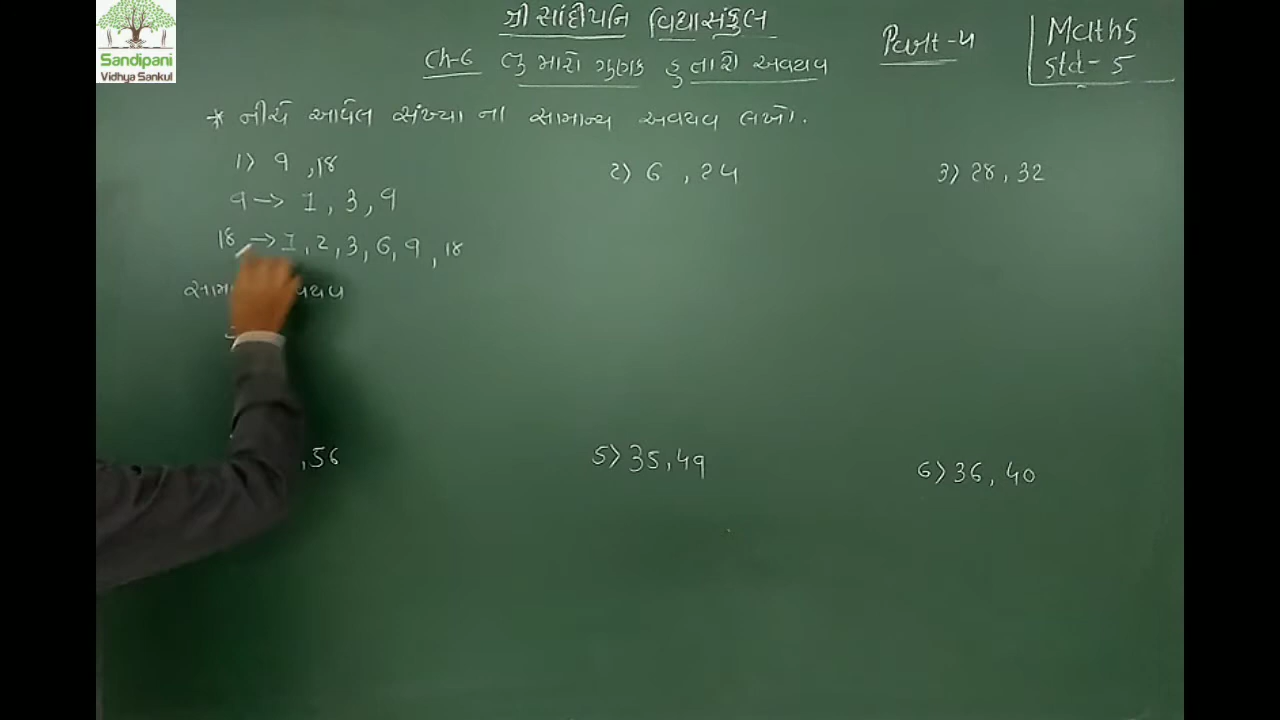 Sandipani
Vidhya Sankul
શ્રી સાંદીપનિ વિદ્યાસંકુલ
Ch-6 તુ મારો ગુણક હુ તારો અવયવ
Part-4
Maths
Std-5
* નીચે આપેલ સંખ્યા ના સામાન્ય અવયવ લખો.
1) 9, 18
9 → 1, 3, 9
18 → 1, 2, 3, 6, 9, 18
2) 6, 24
3) 28, 32
, 56
5) 35, 49
6) 36, 40